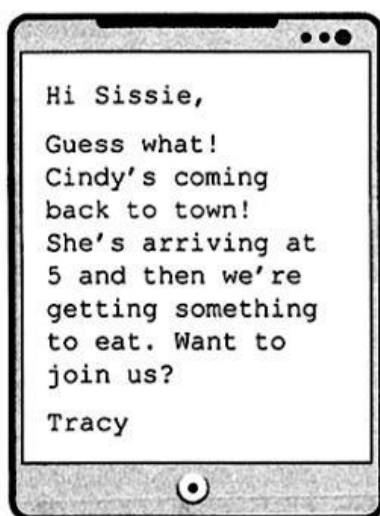 Hi Sissie,
Guess what!
Cindy's coming
back to town!
She's arriving at
5 and then we're
getting something
to eat. Want to
join us?
Tracy